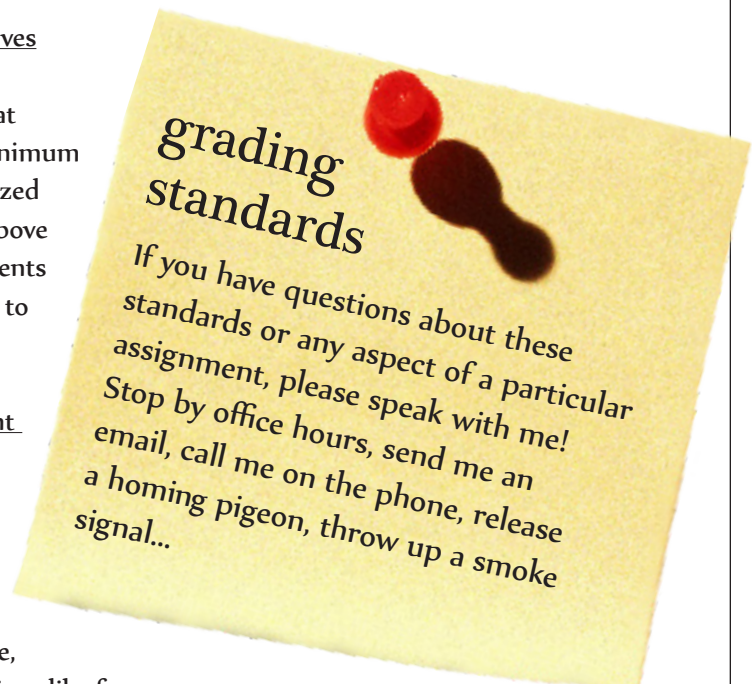 ves
at
nimum
zed
bove
ents
to
nt
e,
grading
standards
If you have questions about these
standards or any aspect of a particular
assignment, please speak with me!
Stop by office hours, send me an
email, call me on the phone, release
a homing pigeon, throw up a smoke
signal...